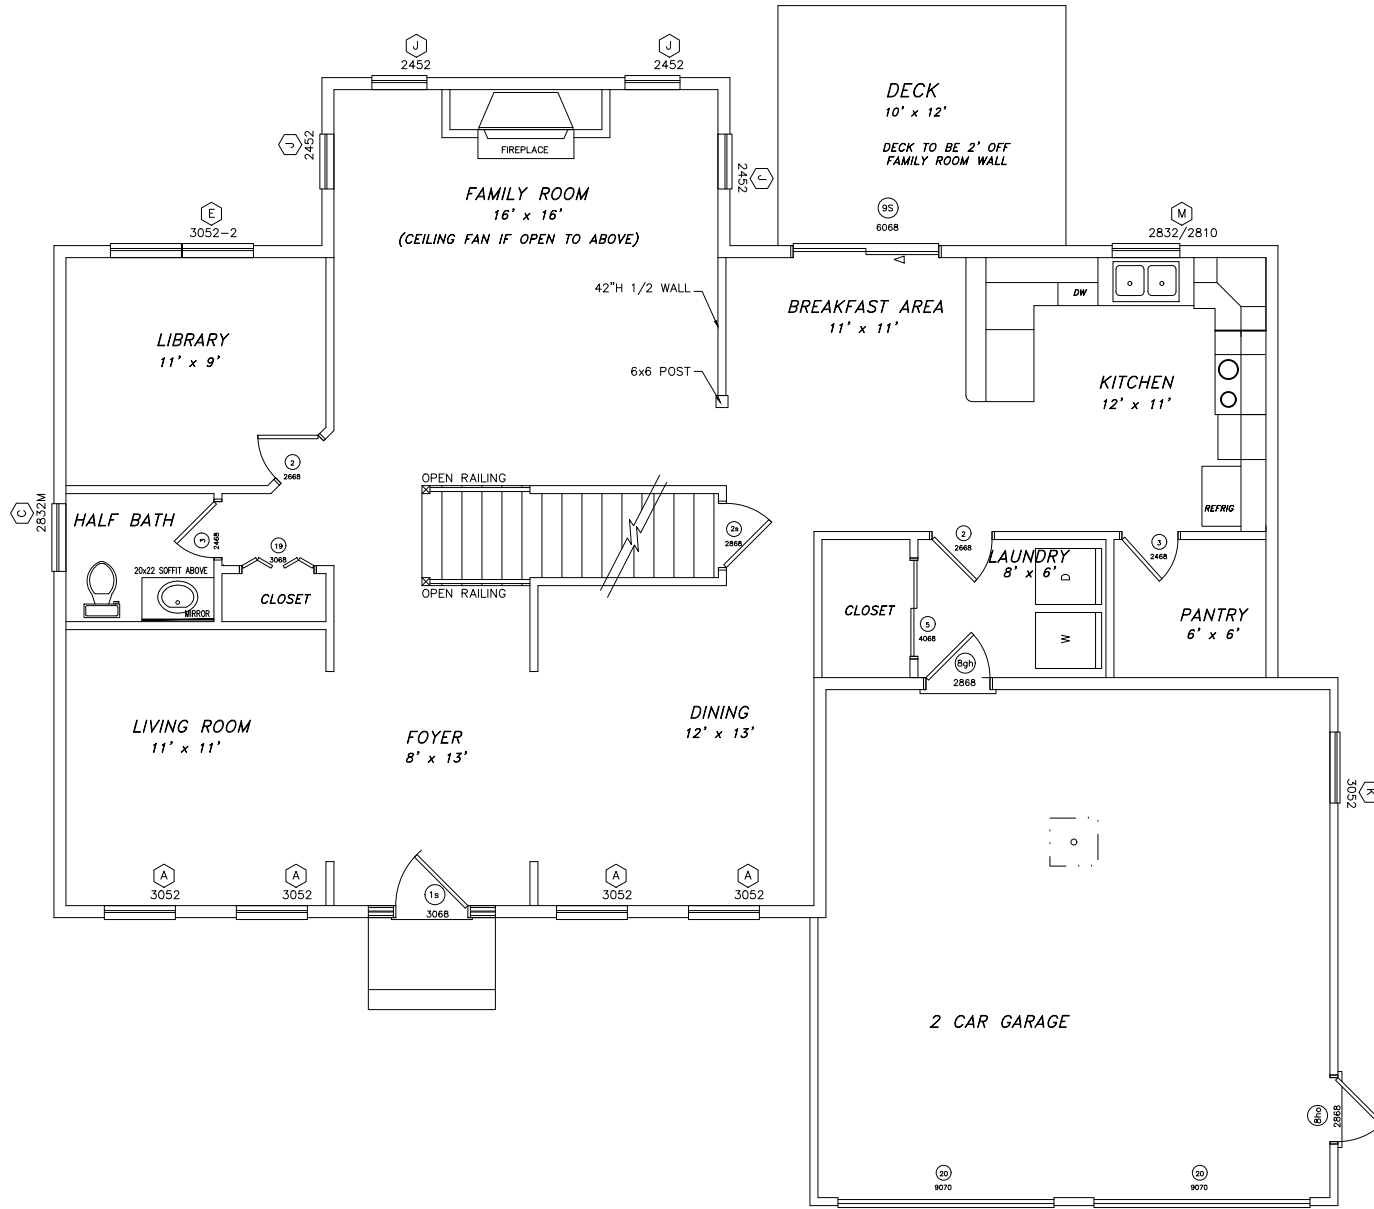 J
2452
J
2452
DECK
10' x 12'
DECK TO BE 2' OFF
FAMILY ROOM WALL
J
2452
FIREPLACE
J
2452
FAMILY ROOM
16' x 16'
(CEILING FAN IF OPEN TO ABOVE)
E
3052-2
9S
6068
M
2832/2810
42"H 1/2 WALL
DW
BREAKFAST AREA
11' x 11'
LIBRARY
11' x 9'
6x6 POST
KITCHEN
12' x 11'
2
2668
OPEN RAILING
REFRIG
C
2832M
HALF BATH
3
2468
19
3068
2s
2868
2
2668
3
2468
LAUNDRY
8' x 6'
D
20x22 SOFFIT ABOVE
MIRROR
CLOSET
OPEN RAILING
CLOSET
5
4068
W
PANTRY
6' x 6'
8gh
2868
LIVING ROOM
11' x 11'
FOYER
8' x 13'
DINING
12' x 13'
K
3052
A
3052
A
3052
1s
3068
A
3052
A
3052
2 CAR GARAGE
8ho
2868
20
9070
20
9070